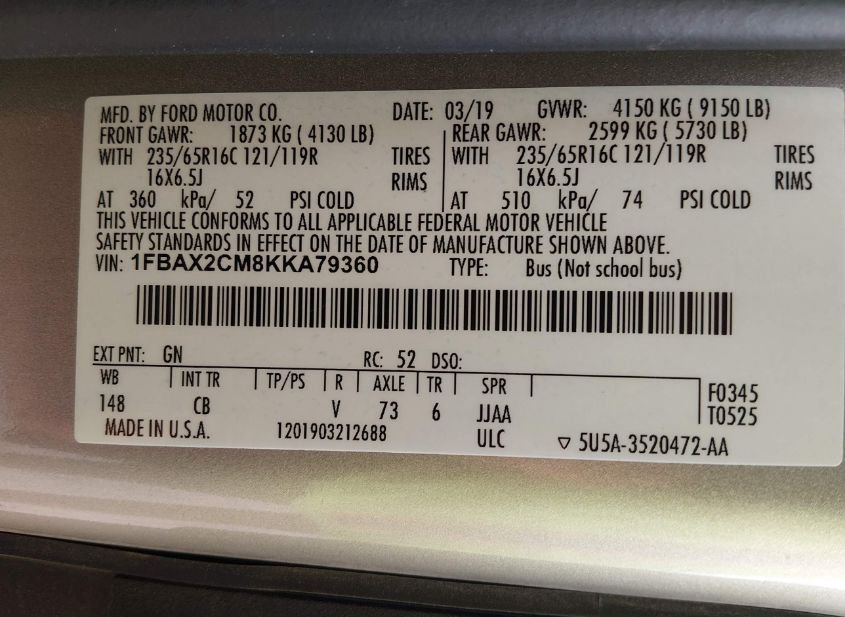 MFD. BY FORD MOTOR CO. DATE: 03/19 GVWR: 4150 KG ( 9150 LB)
FRONT GAWR: 1873 KG ( 4130 LB) REAR GAWR: 2599 KG ( 5730 LB)
WITH 235/65R16C 121/119R TIRES WITH 235/65R16C 121/119R TIRES
16X6.5J RIMS 16X6.5J RIMS
AT 360 kPa/ 52 PSI COLD AT 510 kPa/ 74 PSI COLD
THIS VEHICLE CONFORMS TO ALL APPLICABLE FEDERAL MOTOR VEHICLE
SAFETY STANDARDS IN EFFECT ON THE DATE OF MANUFACTURE SHOWN ABOVE.
VIN: 1FBAX2CM8KKA79360 TYPE: Bus (Not school bus)
EXT PNT: GN RC: 52 DSO:
WB INT TR TP/PS R AXLE TR SPR F0345
148 CB V 73 6 JJAA T0525
MADE IN U.S.A. 1201903212688 ULC ▽ 5U5A-3520472-AA